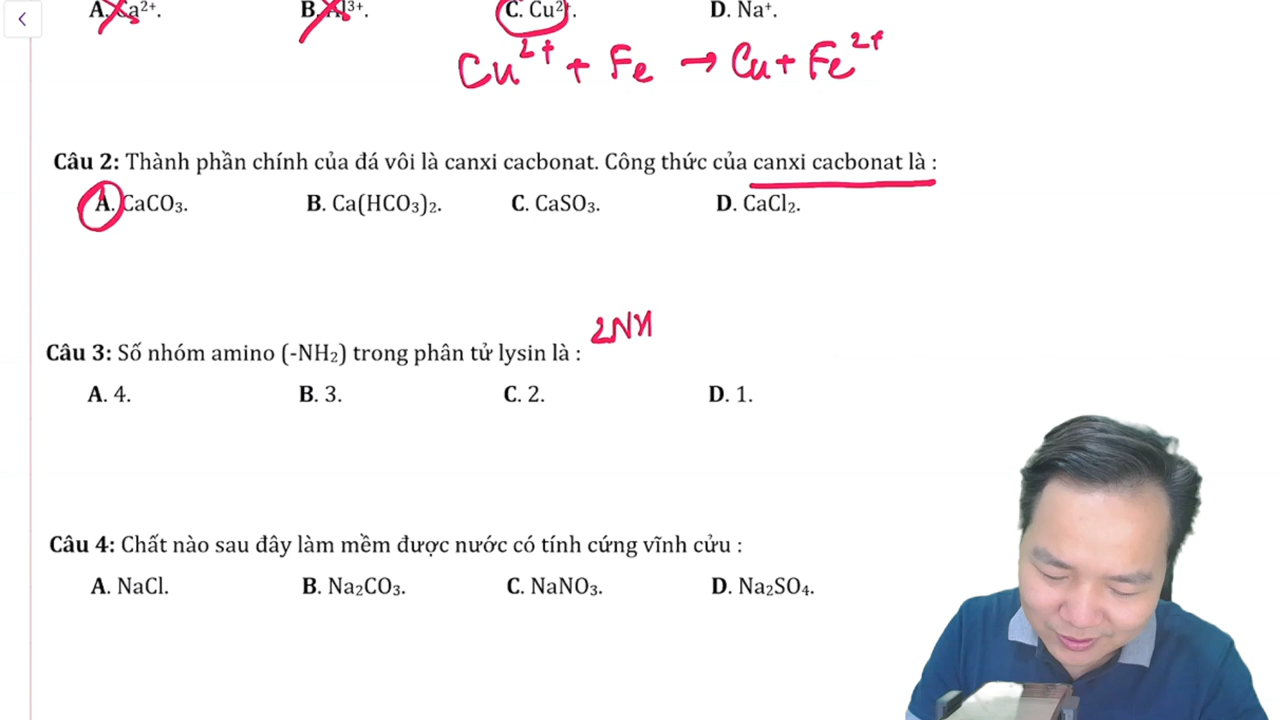 A. Ca²⁺. B. Al³⁺. C. Cu²⁺. D. Na⁺.
Cu²⁺ + Fe → Cu + Fe²⁺
Câu 2: Thành phần chính của đá vôi là canxi cacbonat. Công thức của canxi cacbonat là :
A. CaCO₃. B. Ca(HCO₃)₂. C. CaSO₃. D. CaCl₂.
2NH
Câu 3: Số nhóm amino (-NH₂) trong phân tử lysin là :
A. 4. B. 3. C. 2. D. 1.
Câu 4: Chất nào sau đây làm mềm được nước có tính cứng vĩnh cửu :
A. NaCl. B. Na₂CO₃. C. NaNO₃. D. Na₂SO₄.